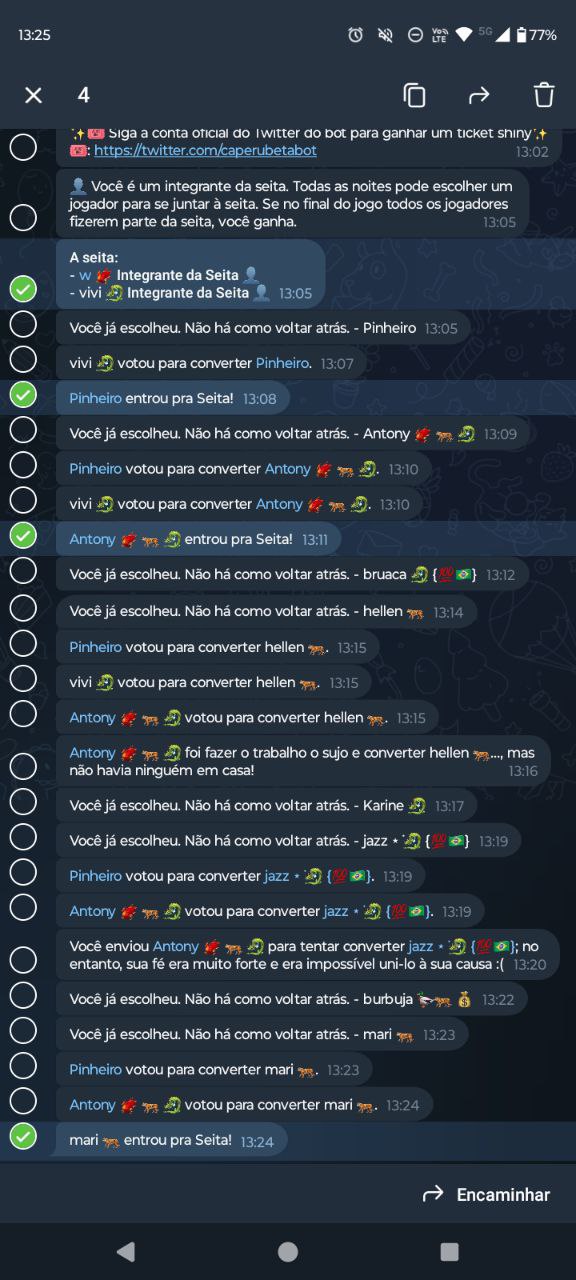 13:25
Vo))
LTE
5G
77%
4
✨🎟 Siga a conta oficial do Twitter do bot para ganhar um ticket shiny✨
🎟: https://twitter.com/caperubetabot 13:02
👤 Você é um integrante da seita. Todas as noites pode escolher um
jogador para se juntar à seita. Se no final do jogo todos os jogadores
fizerem parte da seita, você ganha. 13:05
A seita:
- w 🐲 Integrante da Seita 👤
- vivi 🐲 Integrante da Seita 👤 13:05
Você já escolheu. Não há como voltar atrás. - Pinheiro 13:05
vivi 🐲 votou para converter Pinheiro. 13:07
Pinheiro entrou pra Seita! 13:08
Você já escolheu. Não há como voltar atrás. - Antony 🐲 🐅 🐲 13:09
Pinheiro votou para converter Antony 🐲 🐅 🐲. 13:10
vivi 🐲 votou para converter Antony 🐲 🐅 🐲. 13:10
Antony 🐲 🐅 🐲 entrou pra Seita! 13:11
Você já escolheu. Não há como voltar atrás. - bruaca 🐲 {💯🇧🇷} 13:12
Você já escolheu. Não há como voltar atrás. - hellen 🐅 13:14
Pinheiro votou para converter hellen 🐅. 13:15
vivi 🐲 votou para converter hellen 🐅. 13:15
Antony 🐲 🐅 🐲 votou para converter hellen 🐅. 13:15
Antony 🐲 🐅 🐲 foi fazer o trabalho o sujo e converter hellen 🐅..., mas
não havia ninguém em casa! 13:16
Você já escolheu. Não há como voltar atrás. - Karine 🐲 13:17
Você já escolheu. Não há como voltar atrás. - jazz ⋆ 🐲 {💯🇧🇷} 13:19
Pinheiro votou para converter jazz ⋆ 🐲 {💯🇧🇷}. 13:19
Antony 🐲 🐅 🐲 votou para converter jazz ⋆ 🐲 {💯🇧🇷}. 13:19
Você enviou Antony 🐲 🐅 🐲 para tentar converter jazz ⋆ 🐲 {💯🇧🇷}; no
entanto, sua fé era muito forte e era impossível uni-lo à sua causa :( 13:20
Você já escolheu. Não há como voltar atrás. - burbuja 🦆🐅 💰 13:22
Você já escolheu. Não há como voltar atrás. - mari 🐅 13:23
Pinheiro votou para converter mari 🐅. 13:23
Antony 🐲 🐅 🐲 votou para converter mari 🐅. 13:24
mari 🐅 entrou pra Seita! 13:24
Encaminhar